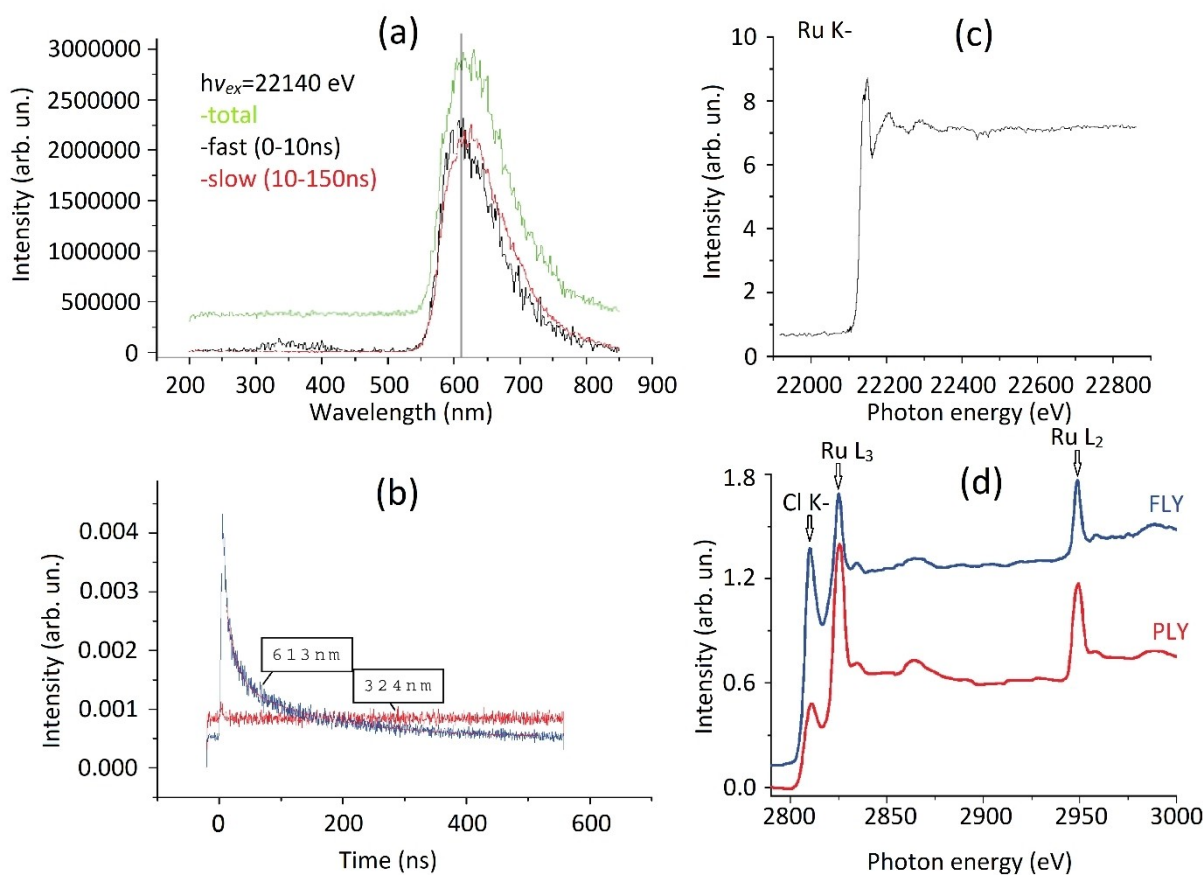 (a)
3000000
2500000
2000000
1500000
1000000
500000
0
Intensity (arb. un.)
hνex=22140 eV
-total
-fast (0-10ns)
-slow (10-150ns)
200 300 400 500 600 700 800 900
Wavelength (nm)
Ru K-
(c)
10
8
6
4
2
0
Intensity (arb. un.)
22000 22200 22400 22600 22800
Photon energy (eV)
(b)
0.004
0.003
0.002
0.001
0.000
Intensity (arb. un.)
613nm
324nm
0 200 400 600
Time (ns)
(d)
Cl K-
Ru L3
Ru L2
FLY
PLY
1.8
1.2
0.6
0.0
Intensity (arb. un.)
2800 2850 2900 2950 3000
Photon energy (eV)